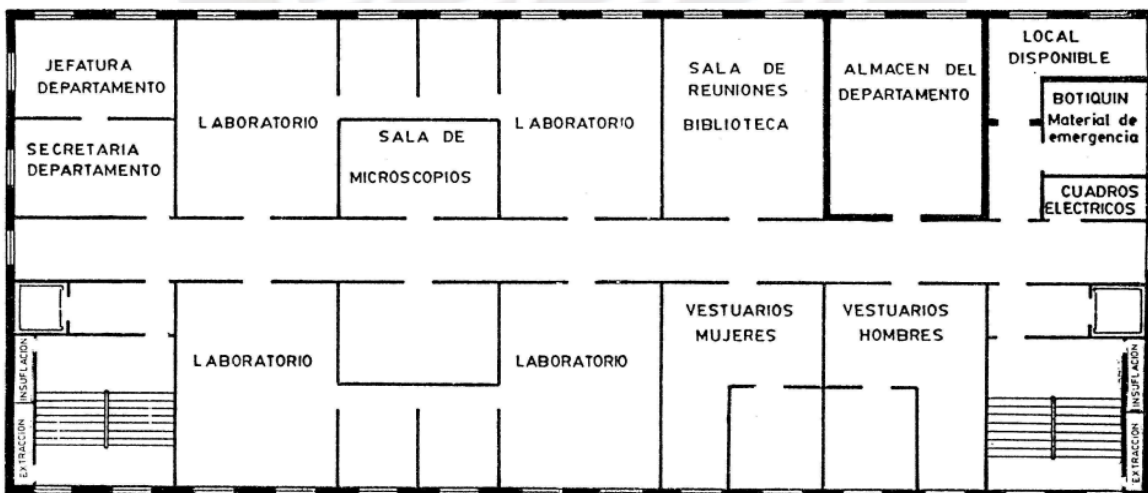 JEFATURA
DEPARTAMENTO
SECRETARIA
DEPARTAMENTO
LABORATORIO
SALA DE
MICROSCOPIOS
LABORATORIO
SALA DE
REUNIONES
BIBLIOTECA
ALMACEN DEL
DEPARTAMENTO
LOCAL
DISPONIBLE
BOTIQUIN
Material de
emergencia
CUADROS
ELECTRICOS
INSUFLACION
EXTRACCION
LABORATORIO
LABORATORIO
VESTUARIOS
MUJERES
VESTUARIOS
HOMBRES
INSUFLACION
EXTRACCION